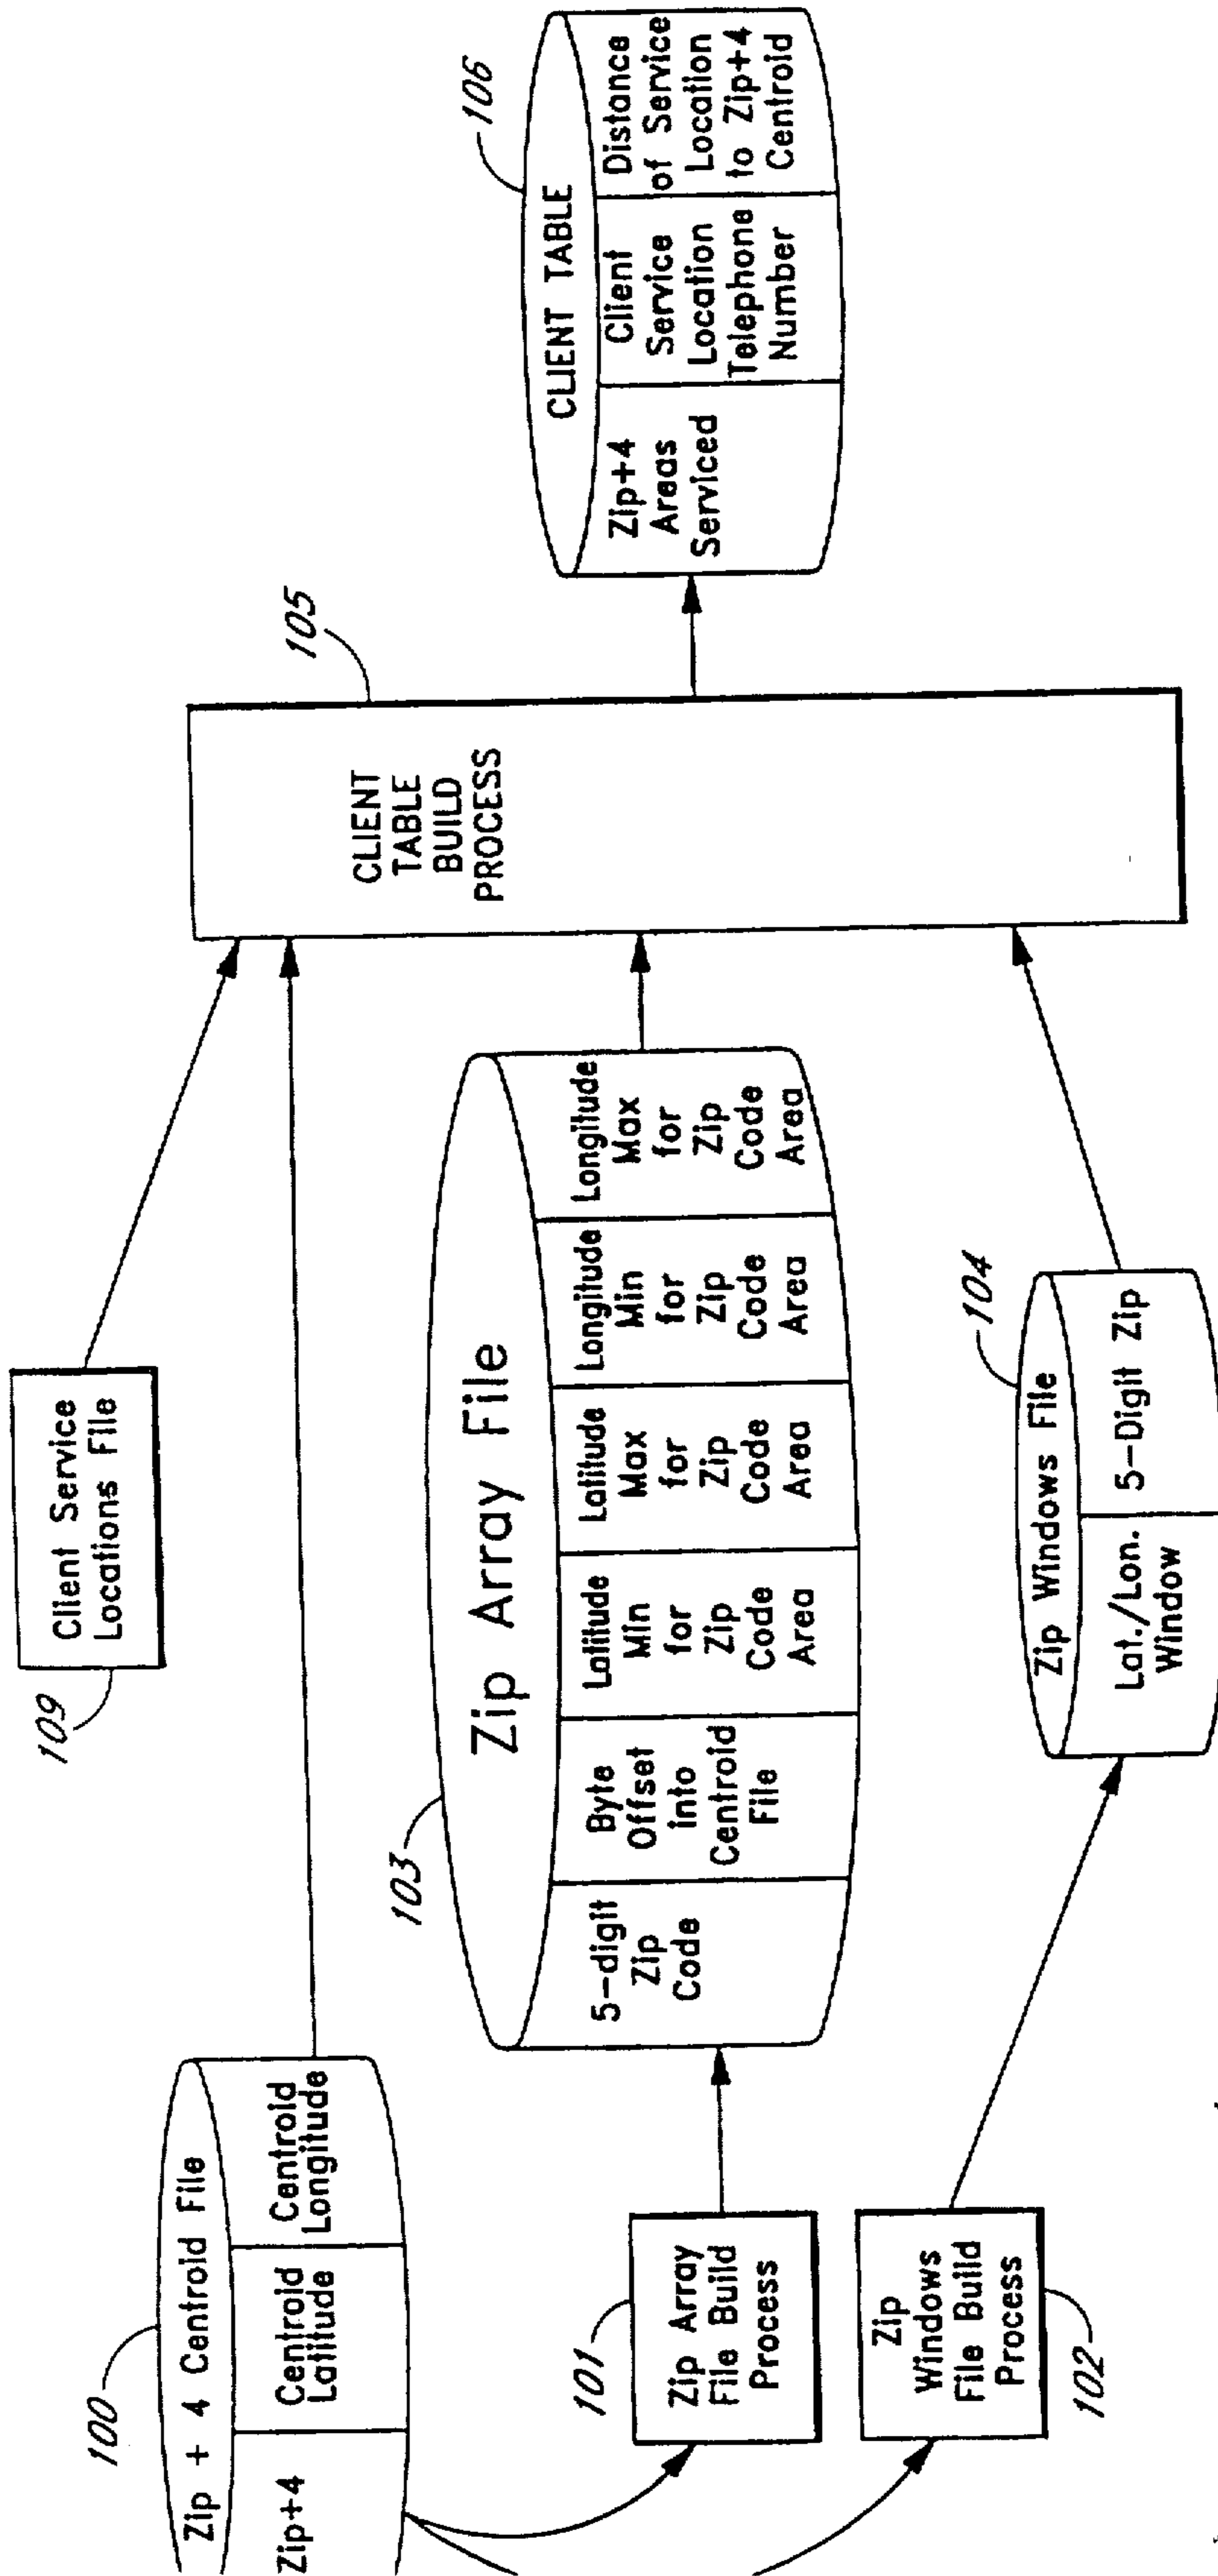 100
Zip + 4 Centroid File
Zip+4
Centroid
Latitude
Centroid
Longitude
109
Client Service
Locations File
101
Zip Array
File Build
Process
103
Zip Array File
5-digit
Zip
Code
Byte
Offset
into
Centroid
File
Latitude
Min
for
Zip
Code
Area
Latitude
Max
for
Zip
Code
Area
Longitude
Min
for
Zip
Code
Area
Longitude
Max
for
Zip
Code
Area
Zip
Windows
File Build
Process
102
104
Zip Windows File
Lat./Lon.
Window
5-Digit Zip
105
CLIENT
TABLE
BUILD
PROCESS
106
CLIENT TABLE
Zip+4
Areas
Serviced
Client
Service
Location
Telephone
Number
Distance
of Service
Location
to Zip+4
Centroid